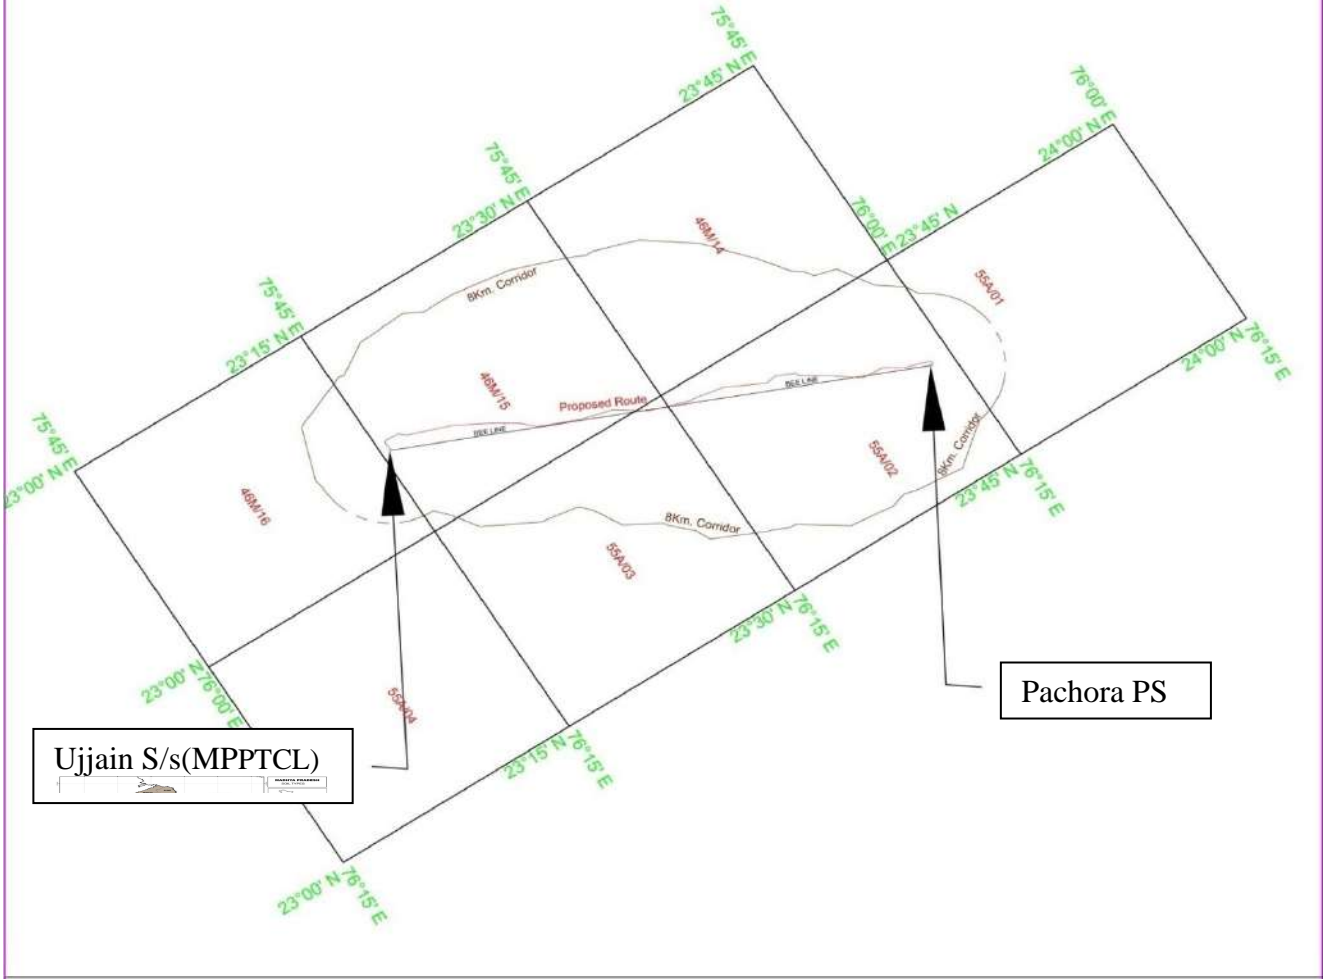 75°45' E
23°45' N
76°00' E
24°00' N
75°45' E
23°30' N
76°00' E
23°45' N
46M/14
55A/01
8Km. Corridor
75°45' E
23°15' N
24°00' N
76°15' E
46M/15
Proposed Route
BEE LINE
BEE LINE
75°45' E
23°00' N
46M/16
55A/02
8Km. Corridor
23°45' N
76°15' E
8Km. Corridor
55A/03
23°30' N
76°15' E
23°00' N
76°00' E
55A/04
Pachora PS
Ujjain S/s(MPPTCL)
MADHYA PRADESH
SOIL TYPES
23°15' N
76°15' E
23°00' N
76°15' E